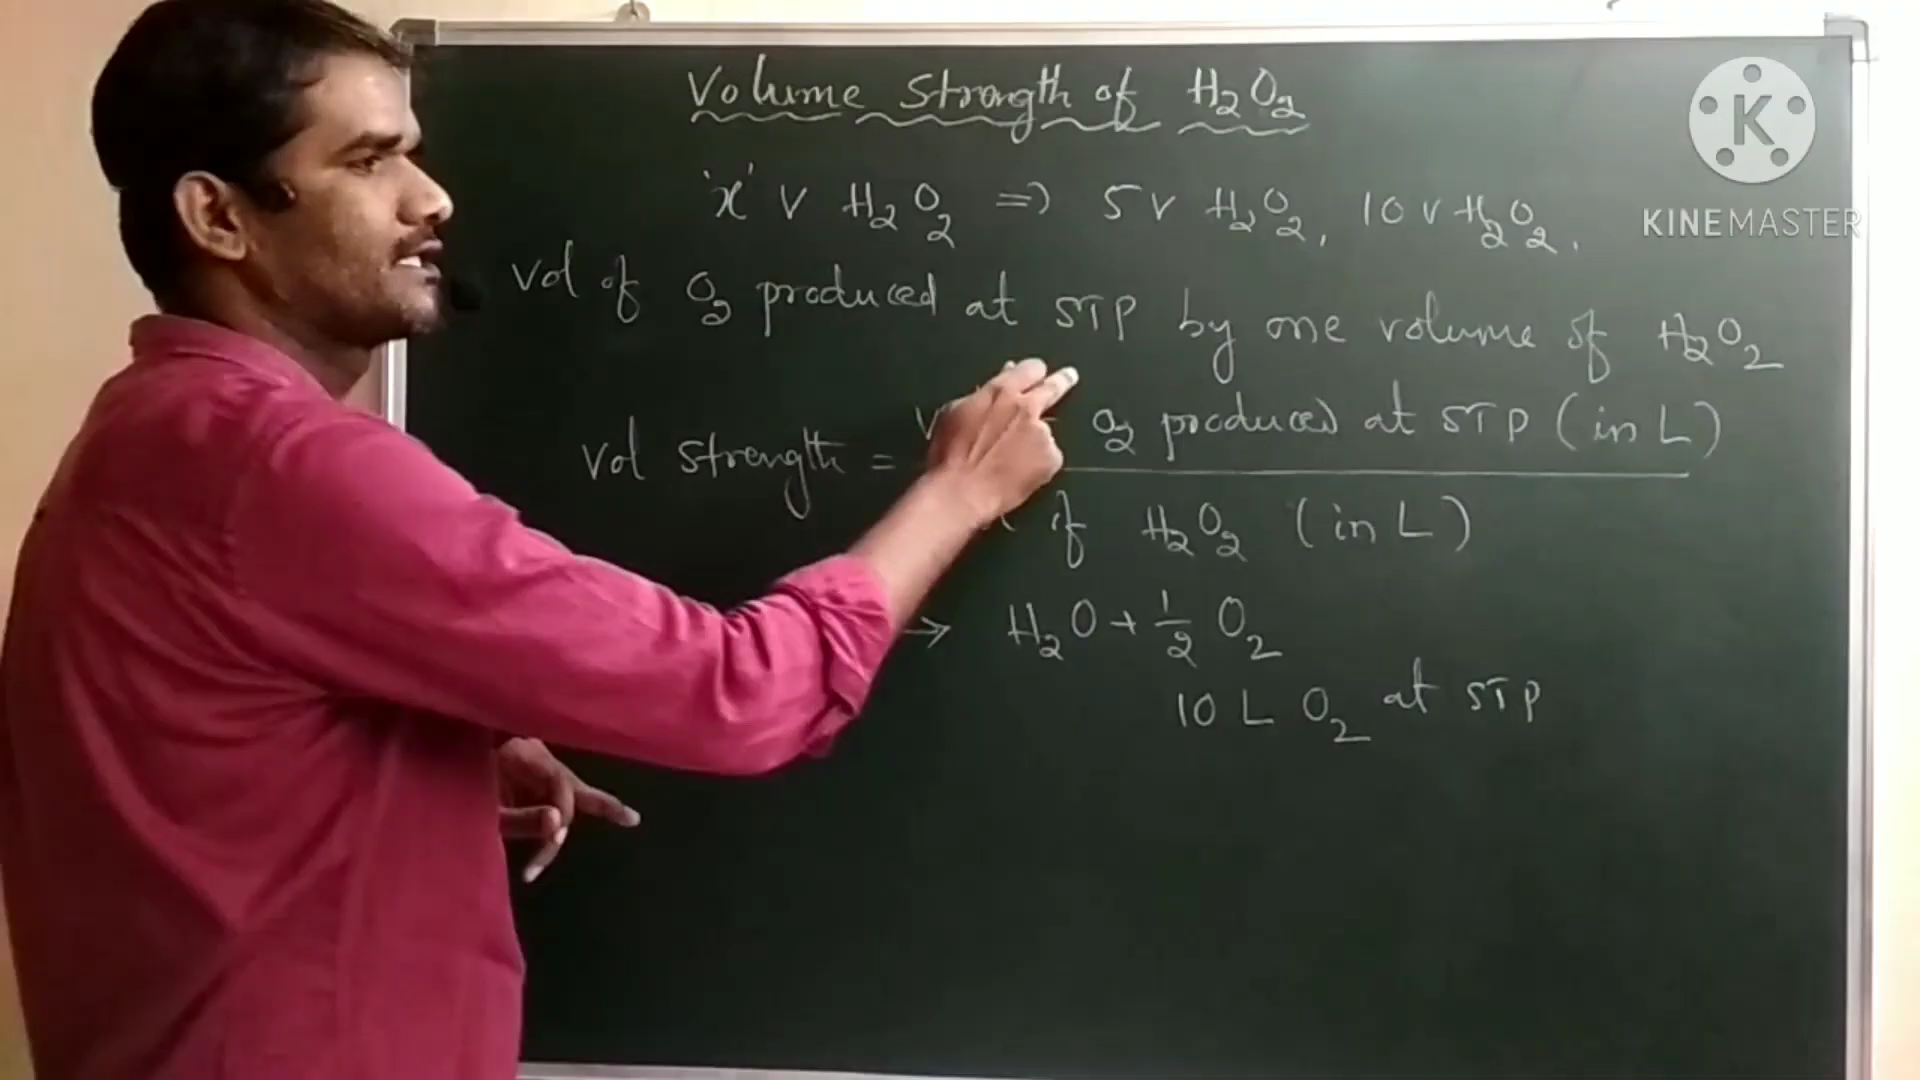 Volume Strength of H₂O₂
'x' V H₂O₂ ⇒ 5V H₂O₂, 10V H₂O₂.
Vol of O₂ produced at STP by one volume of H₂O₂
Vol strength = O₂ produced at STP (in L)
of H₂O₂ (in L)
→ H₂O + 1/2 O₂
10 L O₂ at STP
K
KINEMASTER